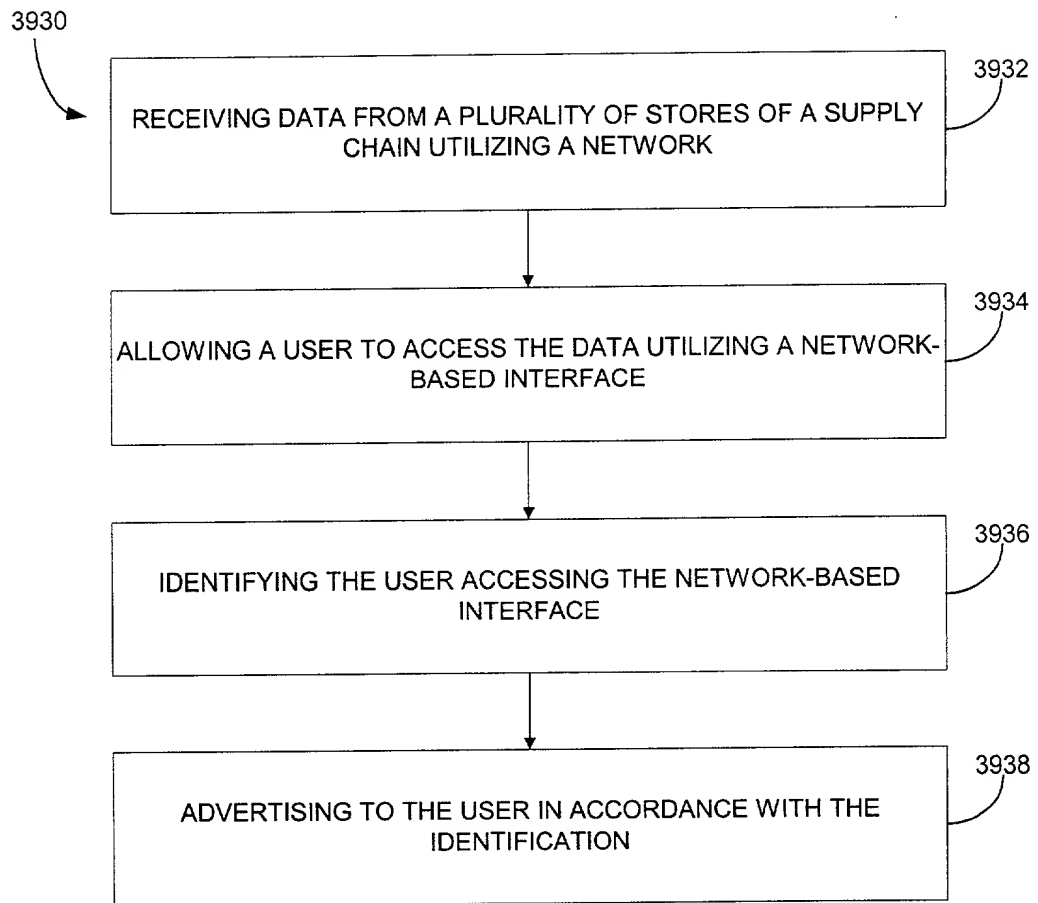 3930
3932
RECEIVING DATA FROM A PLURALITY OF STORES OF A SUPPLY
CHAIN UTILIZING A NETWORK
3934
ALLOWING A USER TO ACCESS THE DATA UTILIZING A NETWORK-
BASED INTERFACE
3936
IDENTIFYING THE USER ACCESSING THE NETWORK-BASED
INTERFACE
3938
ADVERTISING TO THE USER IN ACCORDANCE WITH THE
IDENTIFICATION